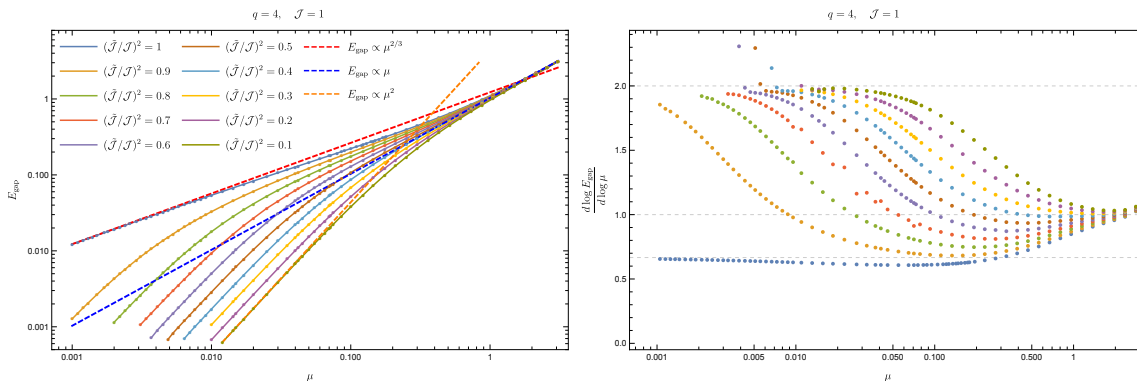 q = 4, 𝒥 = 1
E_gap
1
0.100
0.010
0.001
(𝒥̃/𝒥)² = 1
(𝒥̃/𝒥)² = 0.9
(𝒥̃/𝒥)² = 0.8
(𝒥̃/𝒥)² = 0.7
(𝒥̃/𝒥)² = 0.6
(𝒥̃/𝒥)² = 0.5
(𝒥̃/𝒥)² = 0.4
(𝒥̃/𝒥)² = 0.3
(𝒥̃/𝒥)² = 0.2
(𝒥̃/𝒥)² = 0.1
E_gap ∝ μ^{2/3}
E_gap ∝ μ
E_gap ∝ μ²
0.001 0.010 0.100 1
μ
q = 4, 𝒥 = 1
d log E_gap / d log μ
2.0
1.5
1.0
0.5
0.0
0.001 0.005 0.010 0.050 0.100 0.500 1
μ